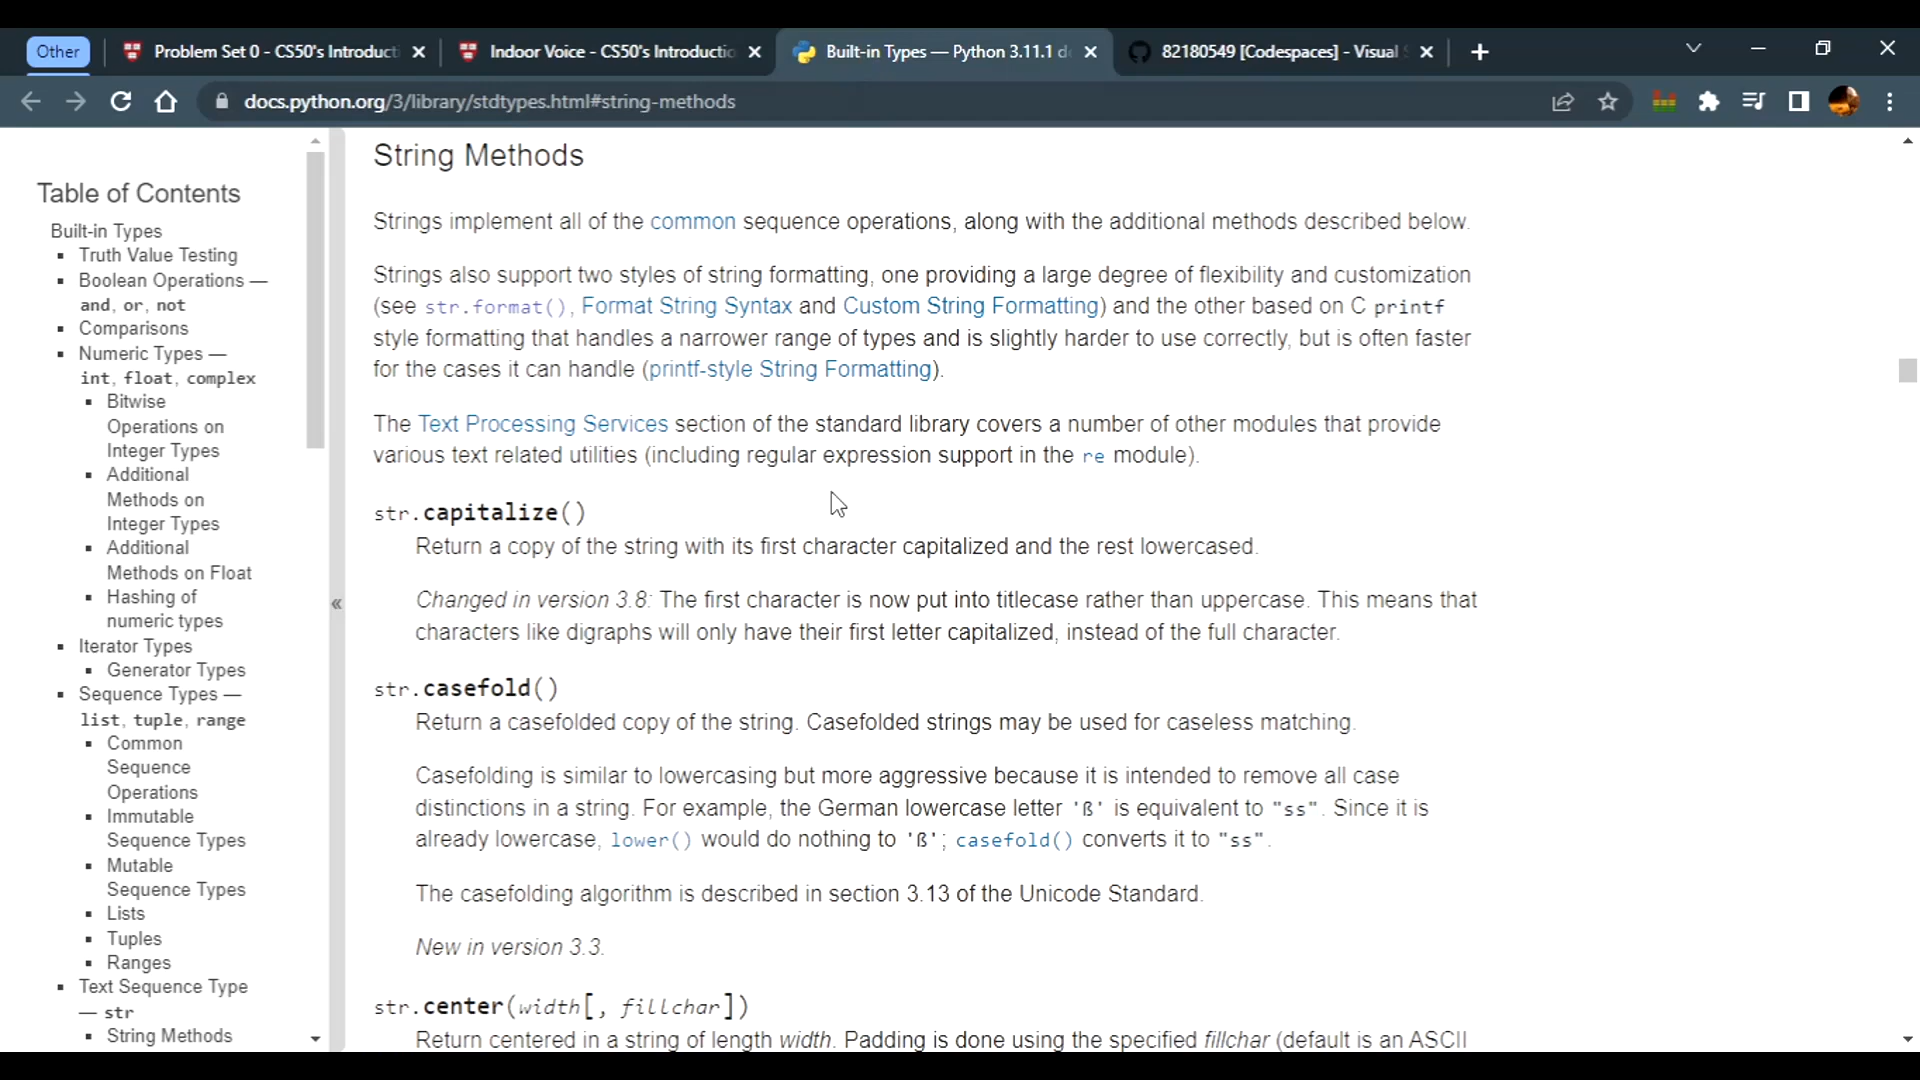 Other
Problem Set 0 - CS50's Introducti
Indoor Voice - CS50's Introductio
Built-in Types — Python 3.11.1 d
82180549 [Codespaces] - Visual S
docs.python.org/3/library/stdtypes.html#string-methods
Table of Contents
Built-in Types
Truth Value Testing
Boolean Operations —
and, or, not
Comparisons
Numeric Types —
int, float, complex
Bitwise
Operations on
Integer Types
Additional
Methods on
Integer Types
Additional
Methods on Float
Hashing of
numeric types
Iterator Types
Generator Types
Sequence Types —
list, tuple, range
Common
Sequence
Operations
Immutable
Sequence Types
Mutable
Sequence Types
Lists
Tuples
Ranges
Text Sequence Type
— str
String Methods
«
String Methods
Strings implement all of the common sequence operations, along with the additional methods described below.
Strings also support two styles of string formatting, one providing a large degree of flexibility and customization
(see str.format(), Format String Syntax and Custom String Formatting) and the other based on C printf
style formatting that handles a narrower range of types and is slightly harder to use correctly, but is often faster
for the cases it can handle (printf-style String Formatting).
The Text Processing Services section of the standard library covers a number of other modules that provide
various text related utilities (including regular expression support in the re module).
str.capitalize()
Return a copy of the string with its first character capitalized and the rest lowercased.
Changed in version 3.8: The first character is now put into titlecase rather than uppercase. This means that
characters like digraphs will only have their first letter capitalized, instead of the full character.
str.casefold()
Return a casefolded copy of the string. Casefolded strings may be used for caseless matching.
Casefolding is similar to lowercasing but more aggressive because it is intended to remove all case
distinctions in a string. For example, the German lowercase letter 'ß' is equivalent to "ss". Since it is
already lowercase, lower() would do nothing to 'ß'; casefold() converts it to "ss".
The casefolding algorithm is described in section 3.13 of the Unicode Standard.
New in version 3.3.
str.center(width[, fillchar])
Return centered in a string of length width. Padding is done using the specified fillchar (default is an ASCII